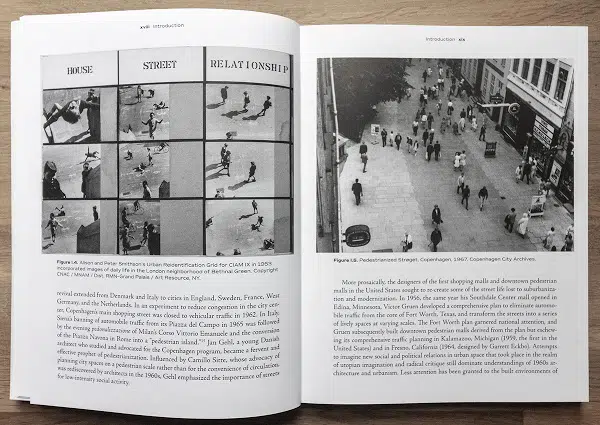 xviii Introduction
HOUSE
STREET
RELATIONSHIP
Figure I.4. Alison and Peter Smithson's Urban Reidentification Grid for CIAM IX in 1953
incorporated images of daily life in the London neighborhood of Bethnal Green. Copyright
CNAC / MNAM / Dist. RMN-Grand Palais / Art Resource, NY.
revival extended from Denmark and Italy to cities in England, Sweden, France, West
Germany, and the Netherlands. In an experiment to reduce congestion in the city cen-
ter, Copenhagen's main shopping street was closed to vehicular traffic in 1962. In Italy,
Siena's banning of automobile traffic from its Piazza del Campo in 1965 was followed
by the evening pedestrianizations of Milan's Corso Vittorio Emanuele and the conversion
of the Piazza Navona in Rome into a "pedestrian island." Jan Gehl, a young Danish
architect who studied and advocated for the Copenhagen program, became a fervent and
effective prophet of pedestrianization. Influenced by Camillo Sitte, whose advocacy of
planning city spaces on a pedestrian scale rather than for the convenience of circulation
was rediscovered by architects in the 1960s, Gehl emphasized the importance of streets
for low-intensity social activity.
Introduction xix
Figure I.5. Pedestrianized Strøget, Copenhagen, 1967. Copenhagen City Archives.
More prosaically, the designers of the first shopping malls and downtown pedestrian
malls in the United States sought to re-create some of the street life lost to suburbaniza-
tion and modernization. In 1956, the same year his Southdale Center mall opened in
Edina, Minnesota, Victor Gruen developed a comprehensive plan to eliminate automo-
bile traffic from the core of Fort Worth, Texas, and transform the streets into a series
of lively spaces at varying scales. The Fort Worth plan garnered national attention, and
Gruen subsequently built downtown pedestrian malls derived from the plan but eschew-
ing its comprehensive traffic planning in Kalamazoo, Michigan (1959, the first in the
United States), and in Fresno, California (1964, designed by Garrett Eckbo). Attempts
to imagine new social and political relations in urban space that took place in the realm
of utopian imagination and radical critique still dominate understandings of 1960s ar-
chitecture and urbanism. Less attention has been granted to the built environments of